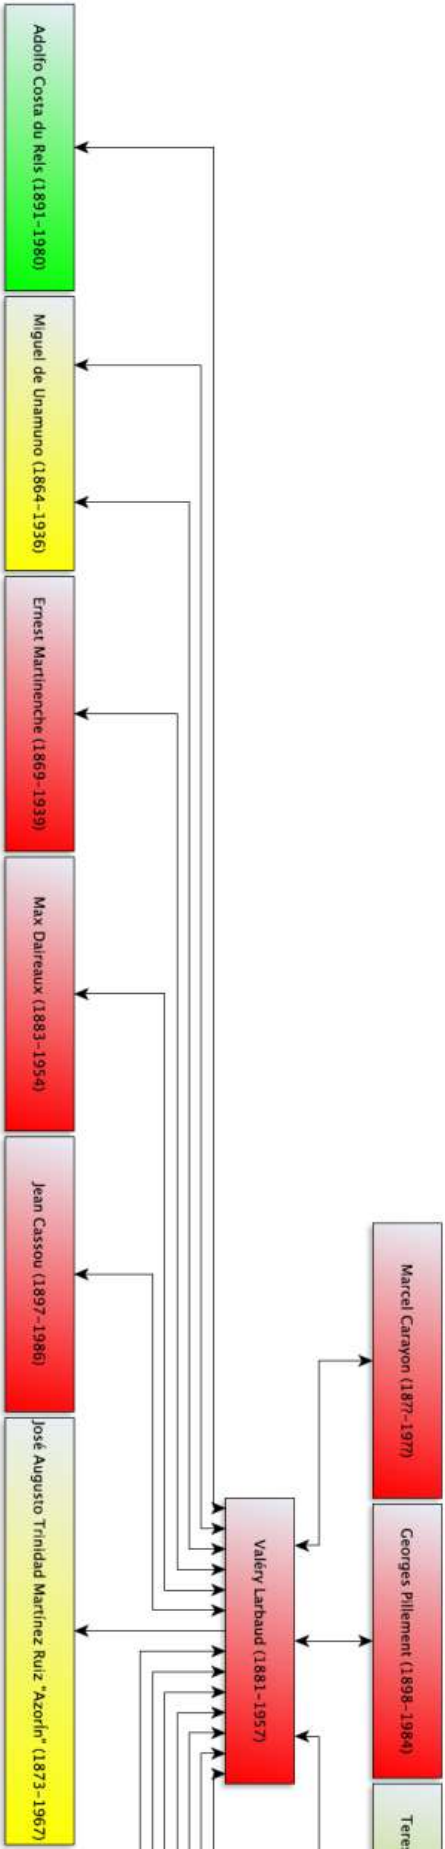 Marcel Carayon (18??-19??)
Georges Pillement (1898-1984)
Valéry Larbaud (1881-1957)
Adolfo Costa du Rels (1891-1980)
Miguel de Unamuno (1864-1936)
Ernest Martinenche (1869-1939)
Max Daireaux (1883-1954)
Jean Cassou (1897-1986)
José Augusto Trinidad Martínez Ruiz "Azorín" (1873-1967)